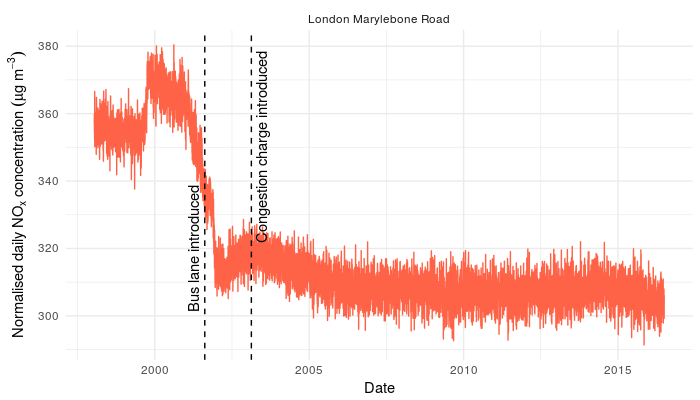 London Marylebone Road
Normalised daily NOx concentration (µg m⁻³)
380
360
340
320
300
Bus lane introduced
Congestion charge introduced
2000
2005
2010
2015
Date